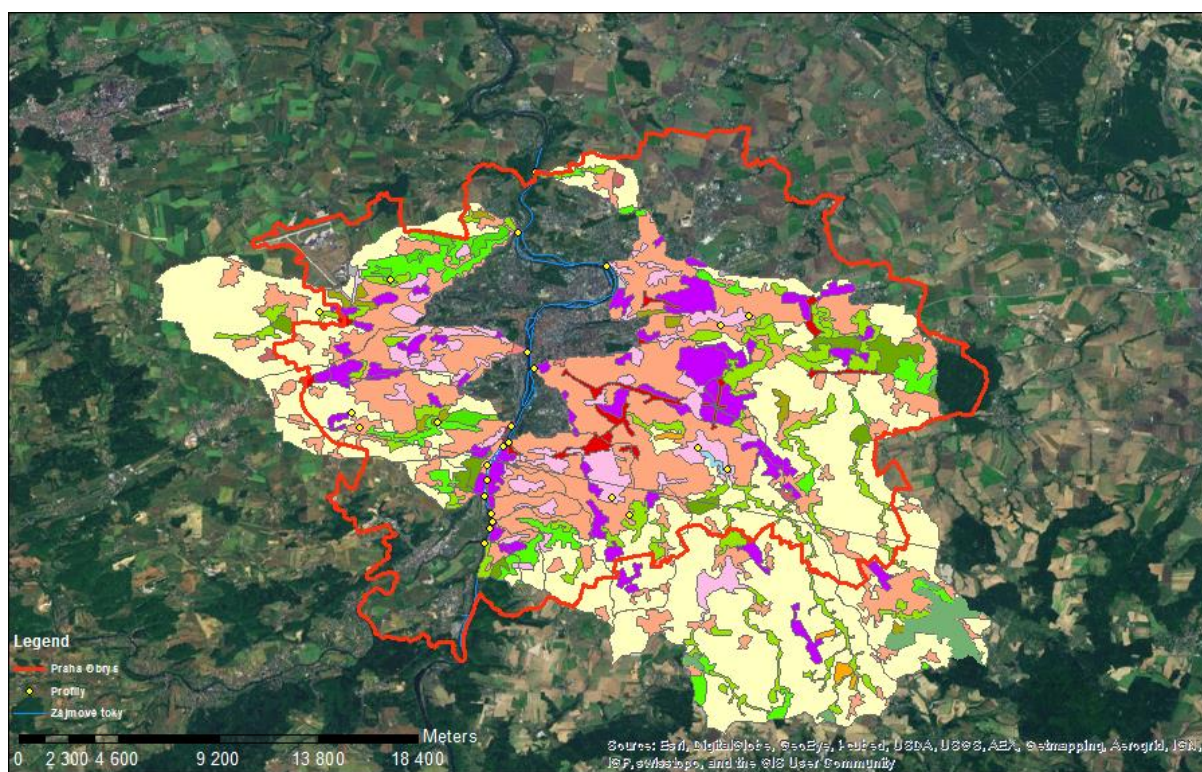 Legend
Praha Obrys
Profily
Zájmové toky
Meters
0 2 300 4 600 9 200 13 800 18 400
Source: Esri, DigitalGlobe, GeoEye, i-cubed, USDA, USGS, AEX, Getmapping, Aerogrid, IGN,
IGP, swisstopo, and the GIS User Community